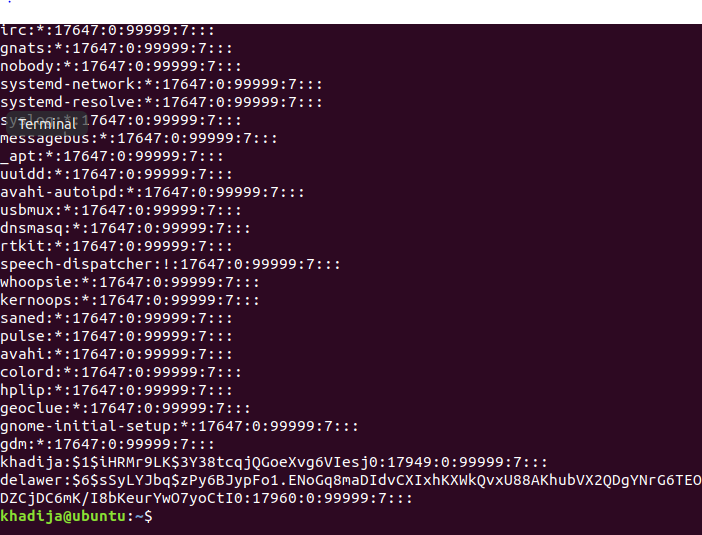 irc:*:17647:0:99999:7:::
gnats:*:17647:0:99999:7:::
nobody:*:17647:0:99999:7:::
systemd-network:*:17647:0:99999:7:::
systemd-resolve:*:17647:0:99999:7:::
syslog:*:17647:0:99999:7:::
Terminal
messagebus:*:17647:0:99999:7:::
_apt:*:17647:0:99999:7:::
uuidd:*:17647:0:99999:7:::
avahi-autoipd:*:17647:0:99999:7:::
usbmux:*:17647:0:99999:7:::
dnsmasq:*:17647:0:99999:7:::
rtkit:*:17647:0:99999:7:::
speech-dispatcher:!:17647:0:99999:7:::
whoopsie:*:17647:0:99999:7:::
kernoops:*:17647:0:99999:7:::
saned:*:17647:0:99999:7:::
pulse:*:17647:0:99999:7:::
avahi:*:17647:0:99999:7:::
colord:*:17647:0:99999:7:::
hplip:*:17647:0:99999:7:::
geoclue:*:17647:0:99999:7:::
gnome-initial-setup:*:17647:0:99999:7:::
gdm:*:17647:0:99999:7:::
khadija:$1$iHRMr9LK$3Y38tcqjQGoeXvg6VIesj0:17949:0:99999:7:::
delawer:$6$sSyLYJbq$zPy6BJypFo1.ENoGq8maDIdvCXIxhKXWkQvxU88AKhubVX2QDgYNrG6TEO
DZCjDC6mK/I8bKeurYwO7yoCtI0:17960:0:99999:7:::
khadija@ubuntu:~$